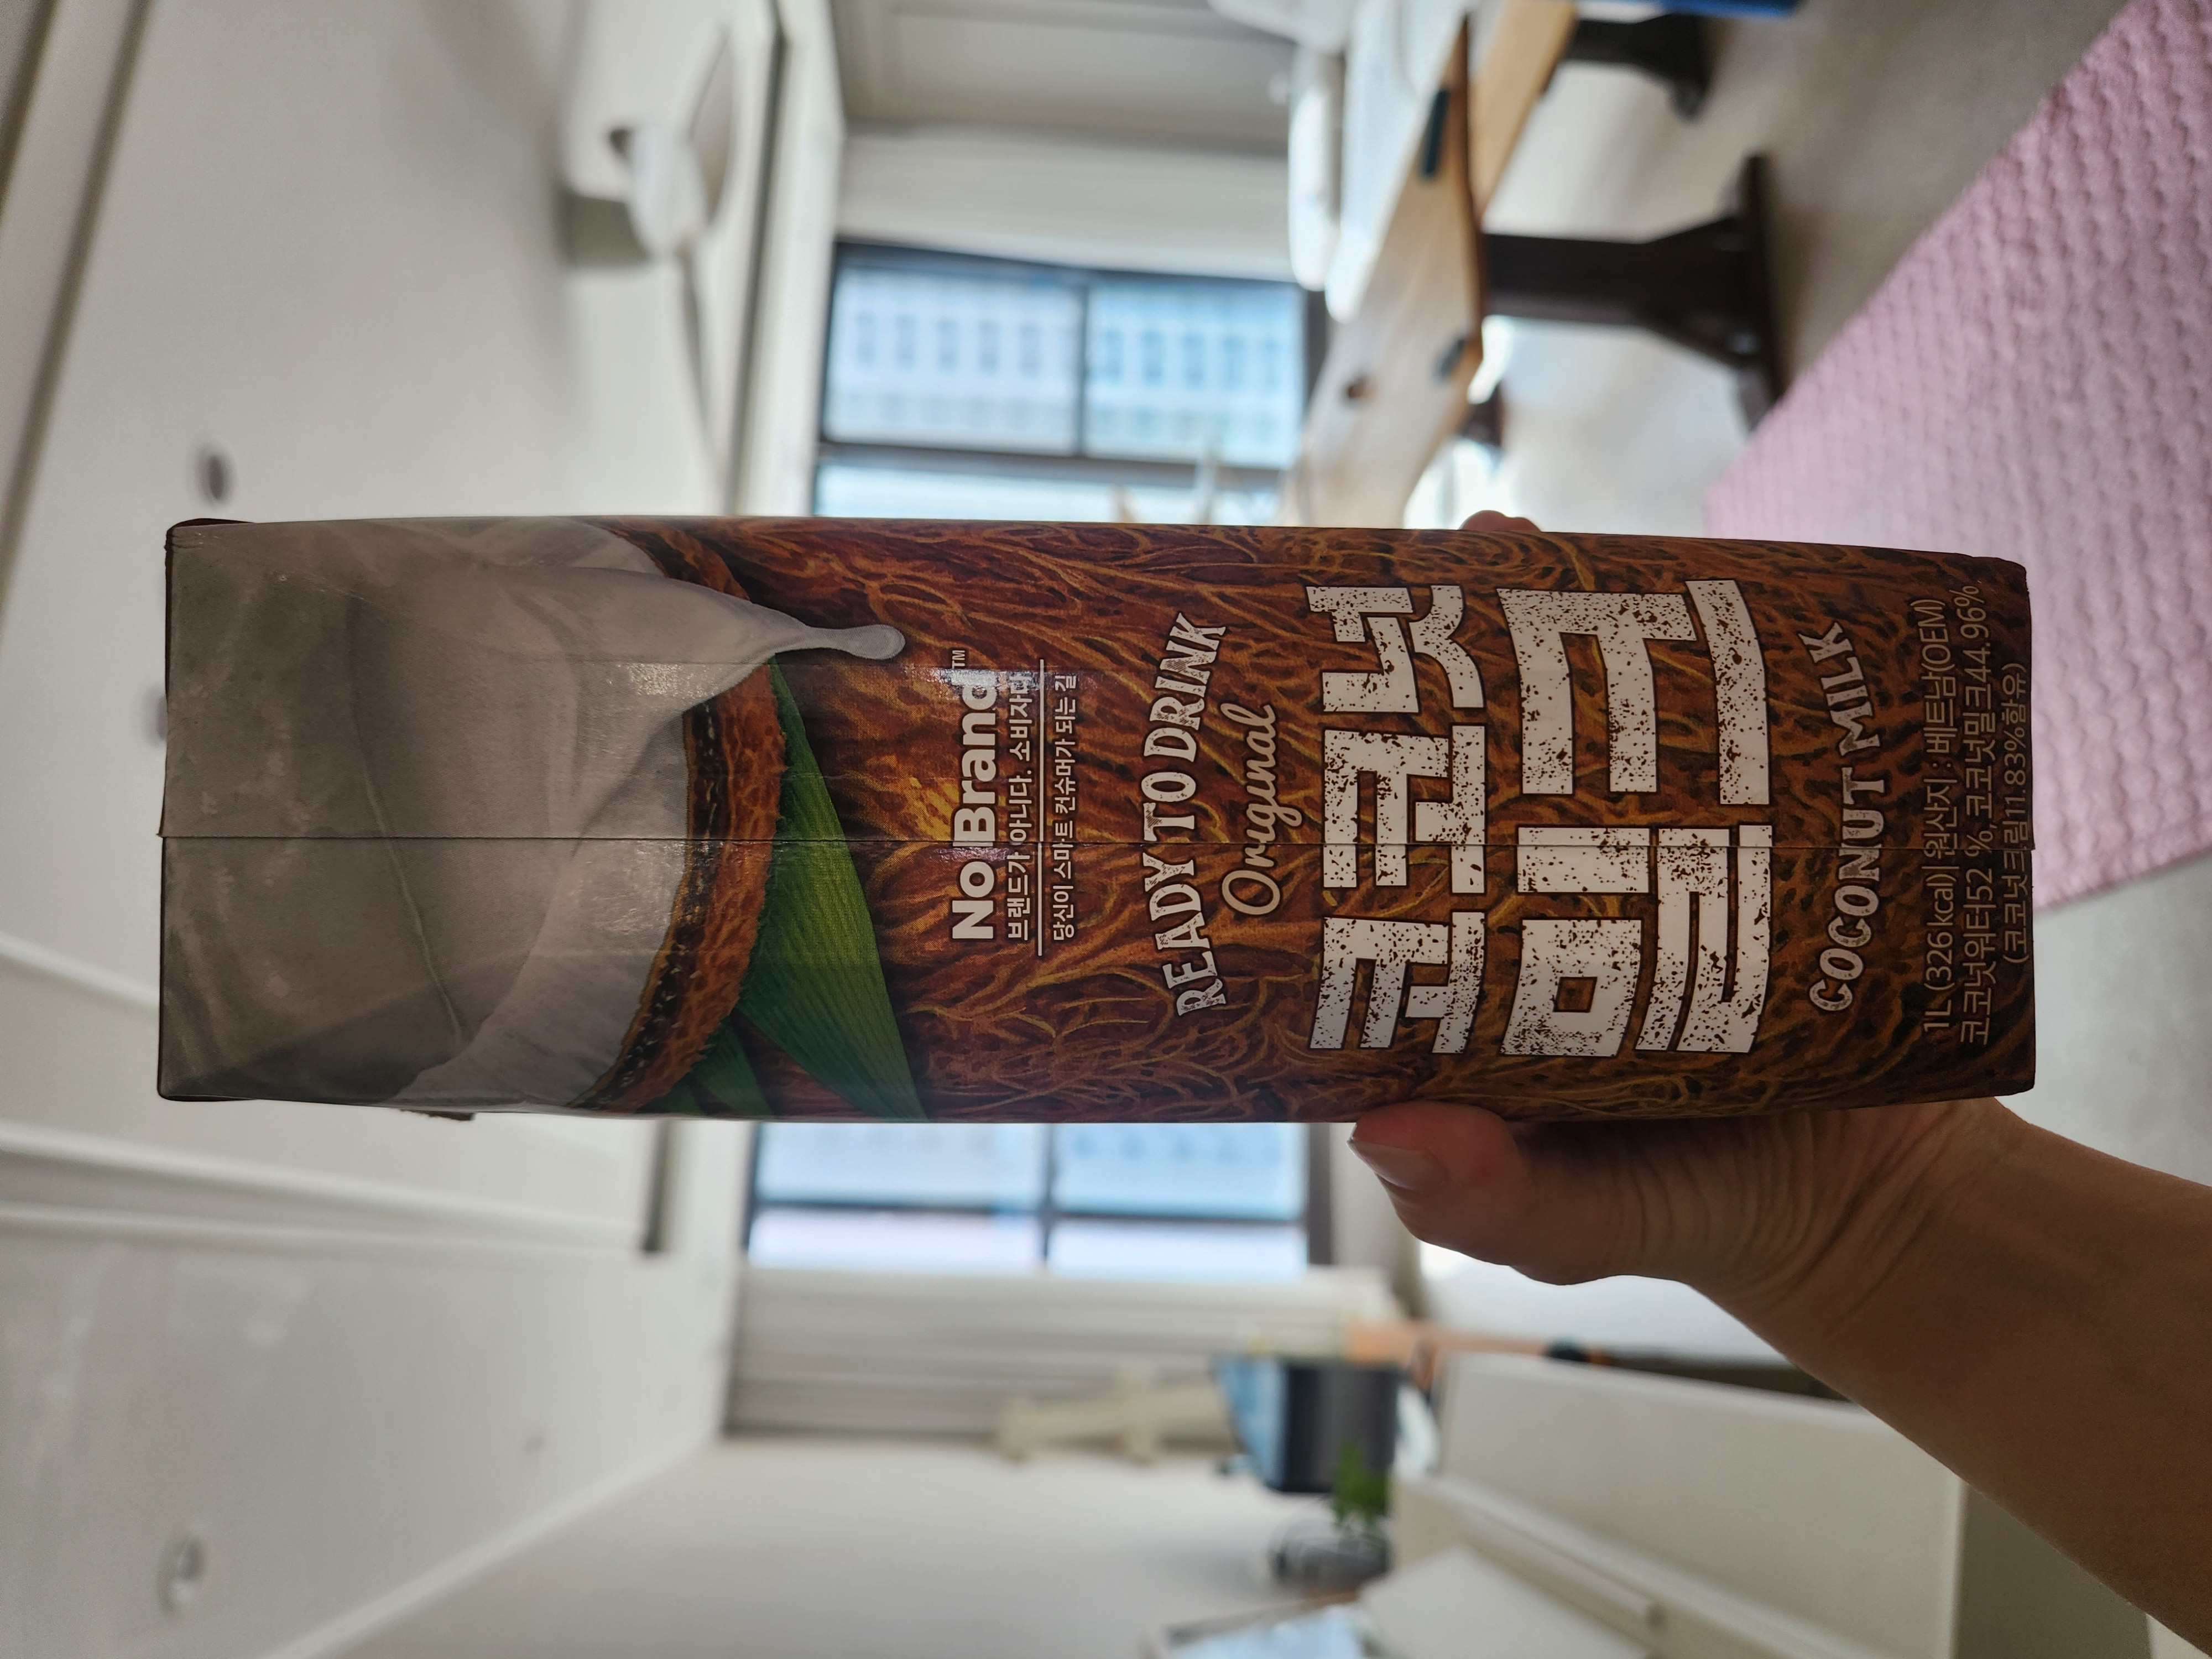 No Brand™
브랜드가 아니다. 소비자다.
당신이 스마트 컨슈머가 되는 길
READY TO DRINK
Original
코코넛
밀크
COCONUT MILK
1L (326 kcal) | 원산지 : 베트남(OEM)
코코넛워터52 %, 코코넛밀크44.96%
(코코넛크림11.83%함유)